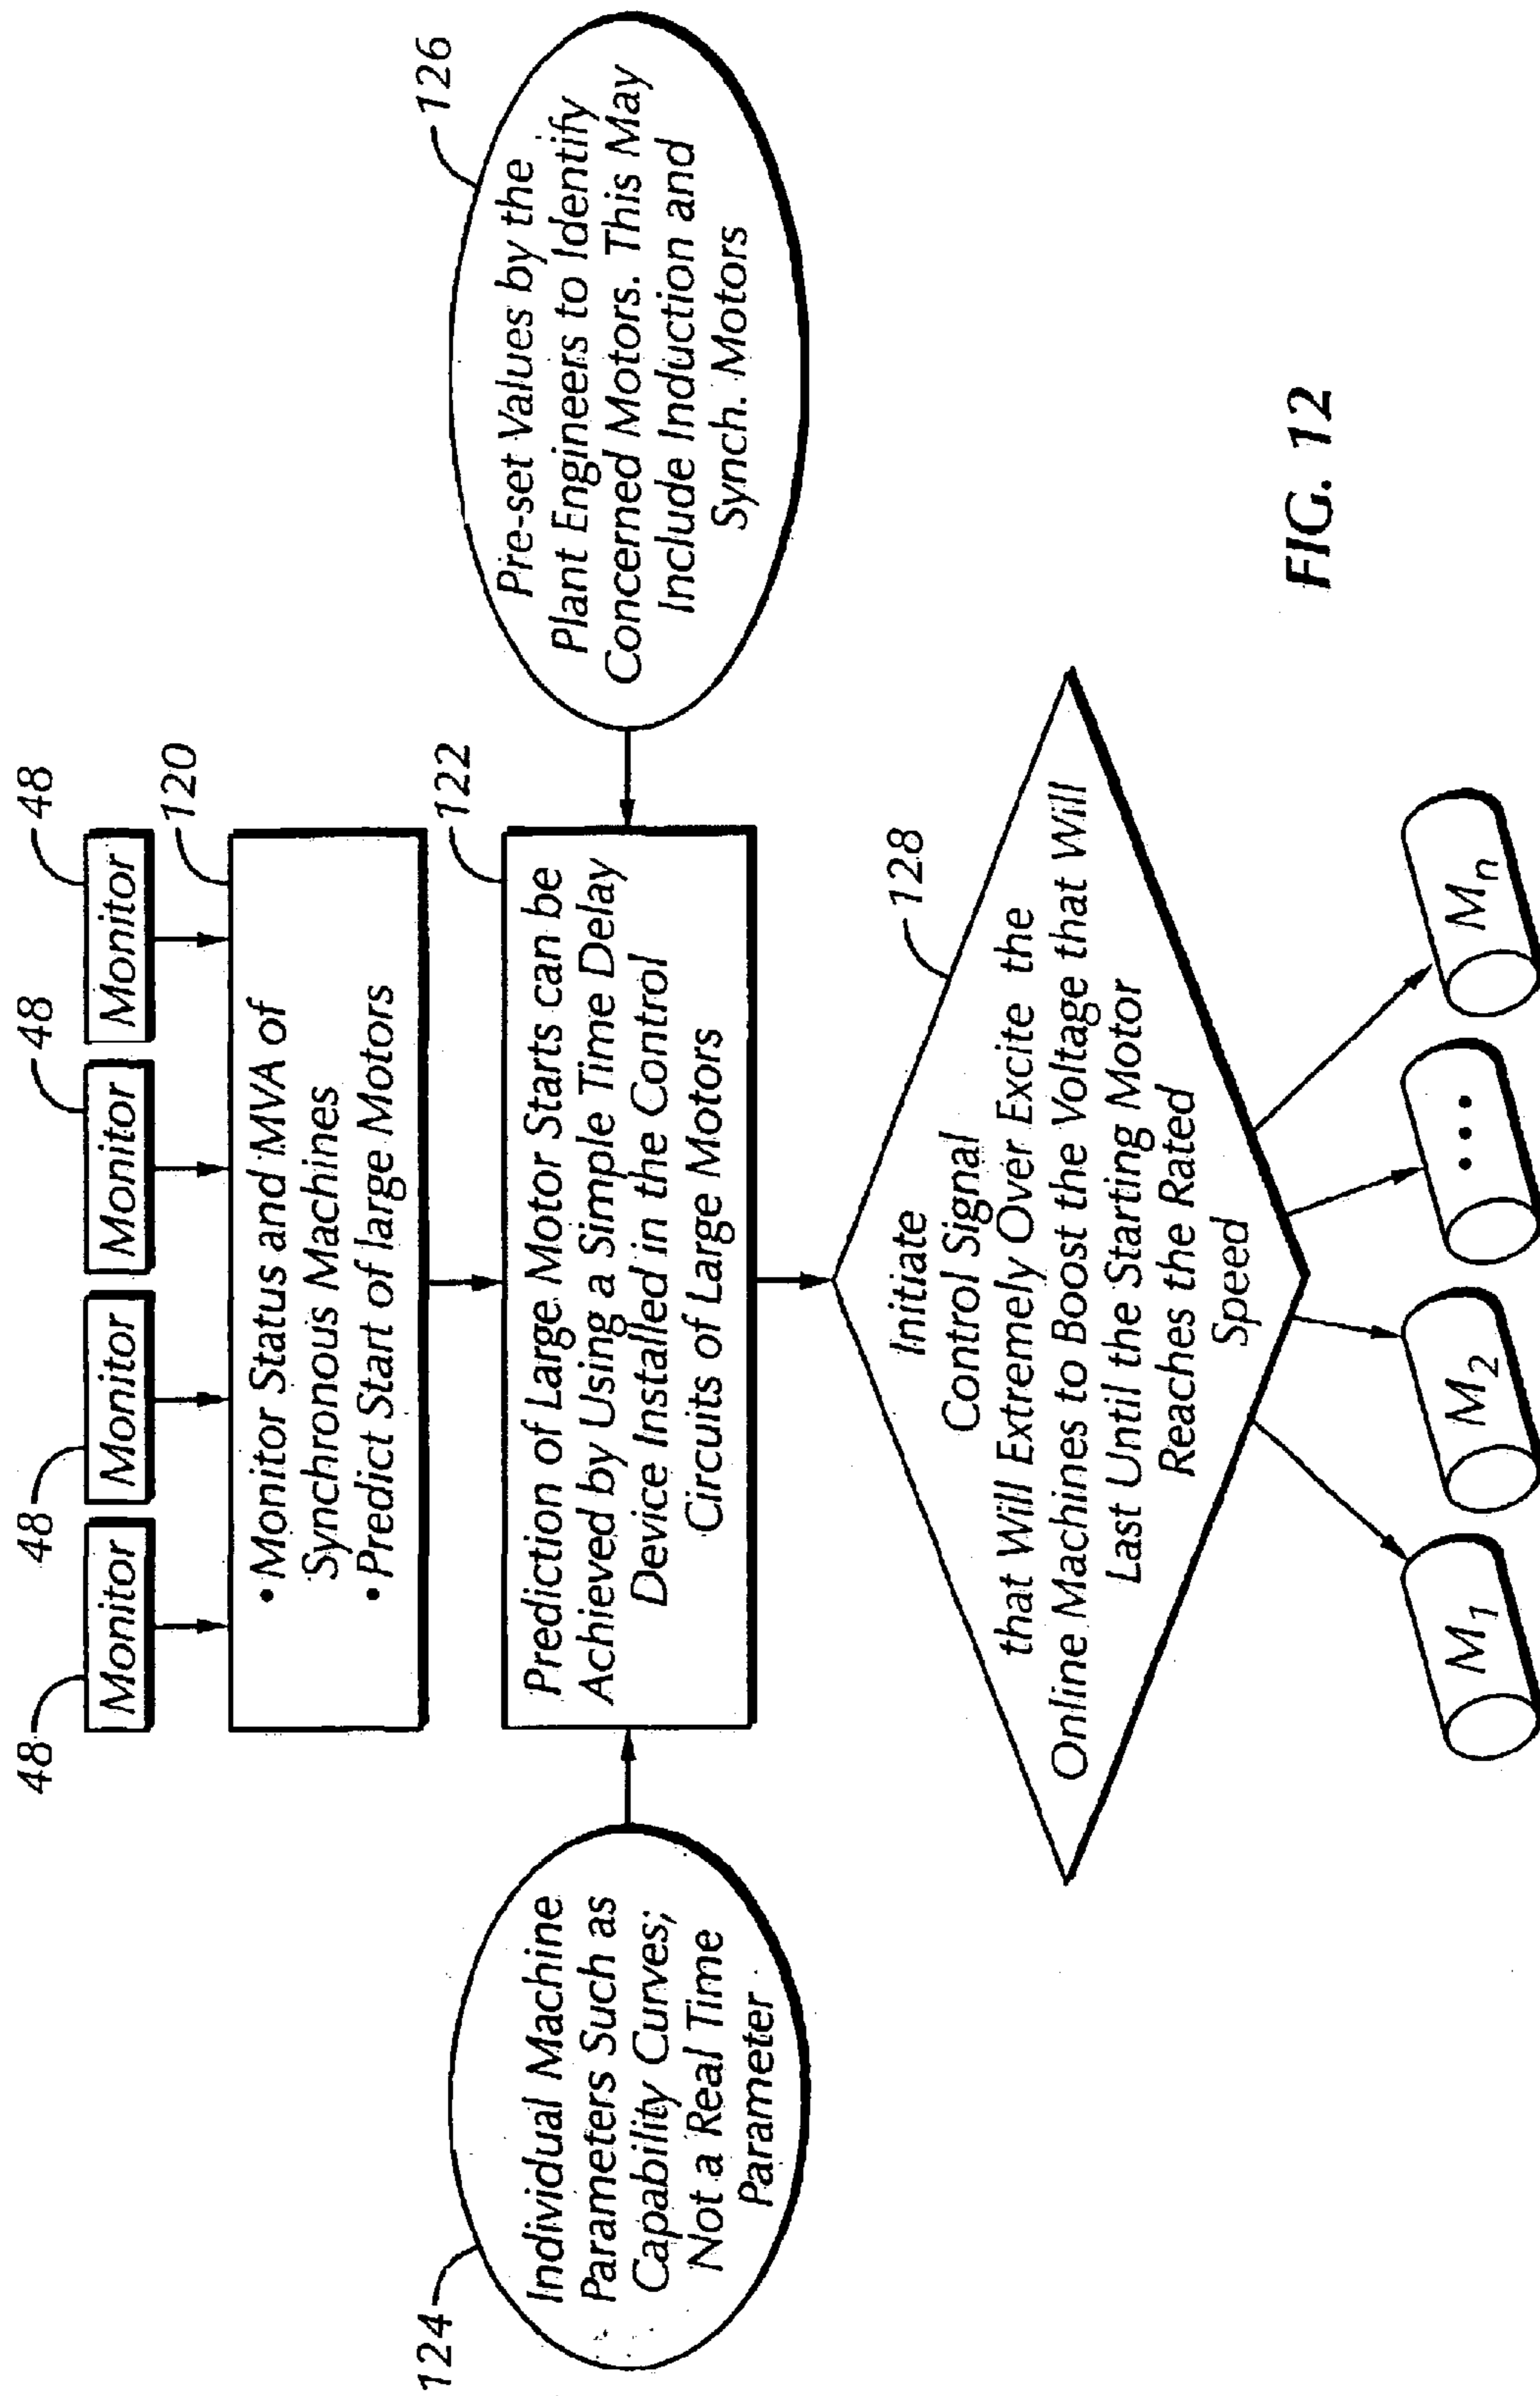 48
48
48
48
Monitor
Monitor
Monitor
Monitor
120
• Monitor Status and MVA of
Synchronous Machines
• Predict Start of large Motors
122
Prediction of Large Motor Starts can be
Achieved by Using a Simple Time Delay
Device Installed in the Control
Circuits of Large Motors
124
Individual Machine
Parameters Such as
Capability Curves;
Not a Real Time
Parameter
126
Pre-set Values by the
Plant Engineers to Identify
Concerned Motors. This May
Include Induction and
Synch. Motors
128
Initiate
Control Signal
that Will Extremely Over Excite the
Online Machines to Boost the Voltage that Will
Last Until the Starting Motor
Reaches the Rated
Speed
M1
M2
• • •
Mn
FIG. 12